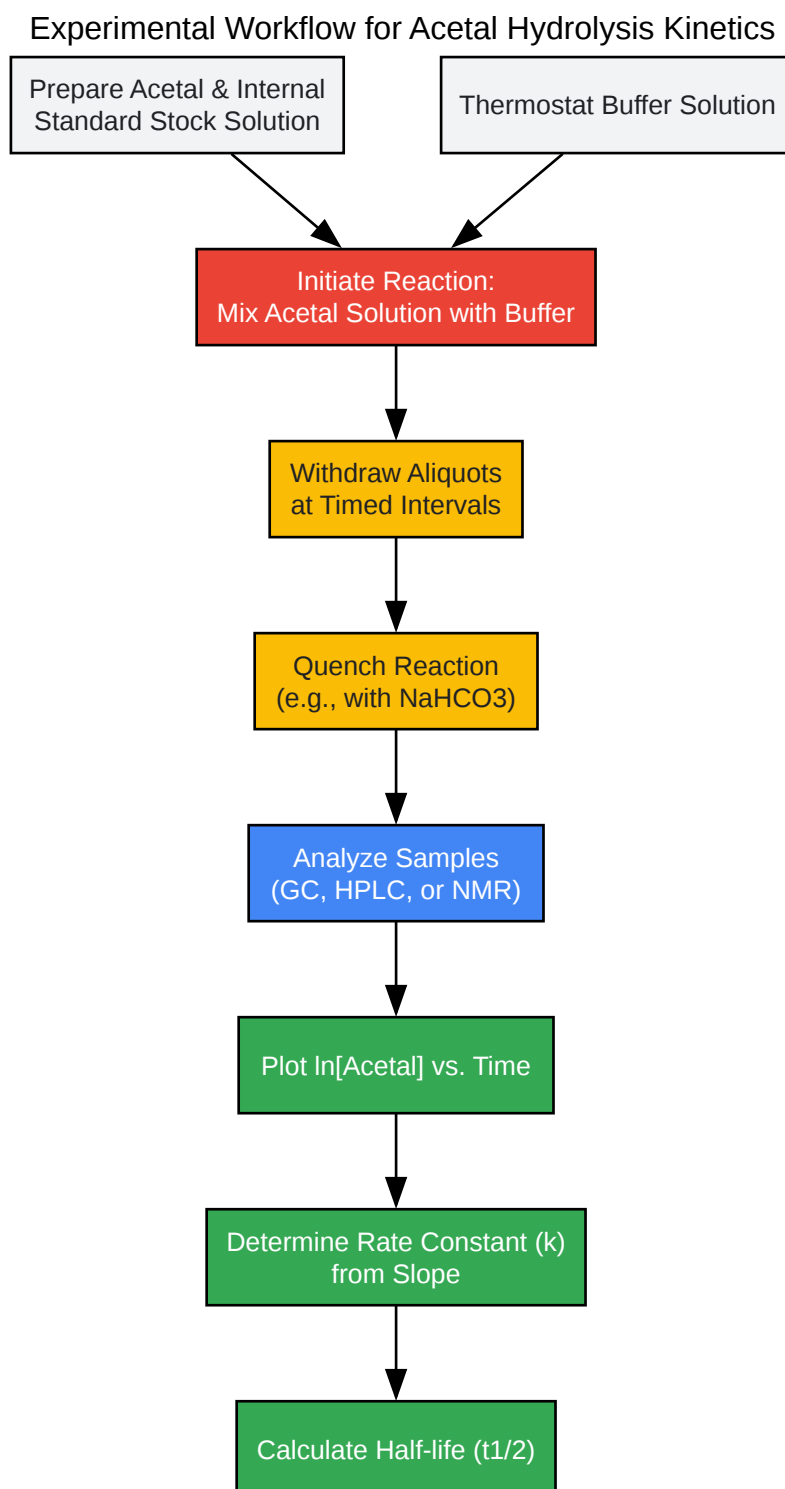 Experimental Workflow for Acetal Hydrolysis Kinetics
Prepare Acetal & Internal
Standard Stock Solution
Thermostat Buffer Solution
Initiate Reaction:
Mix Acetal Solution with Buffer
Withdraw Aliquots
at Timed Intervals
Quench Reaction
(e.g., with NaHCO3)
Analyze Samples
(GC, HPLC, or NMR)
Plot ln[Acetal] vs. Time
Determine Rate Constant (k)
from Slope
Calculate Half-life (t1/2)